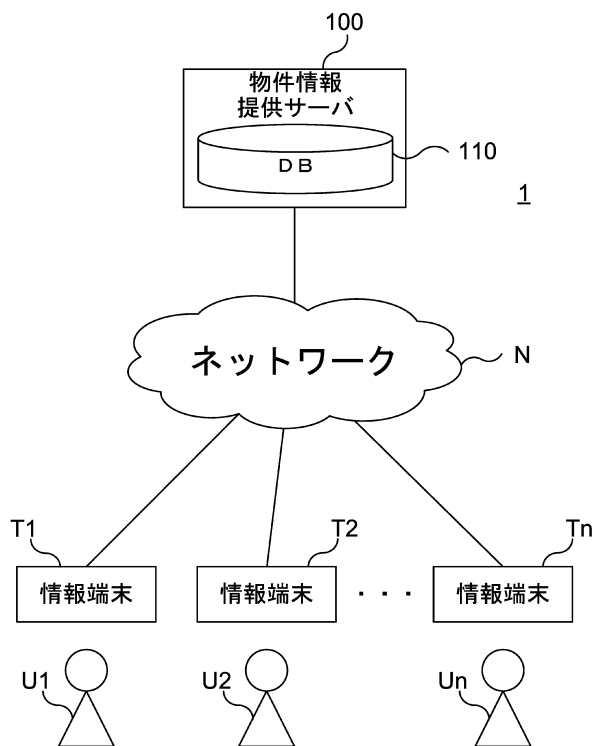 100
物件情報
提供サーバ
DB
110
1
ネットワーク
N
T1
T2
Tn
情報端末
情報端末
・・・
情報端末
U1
U2
Un